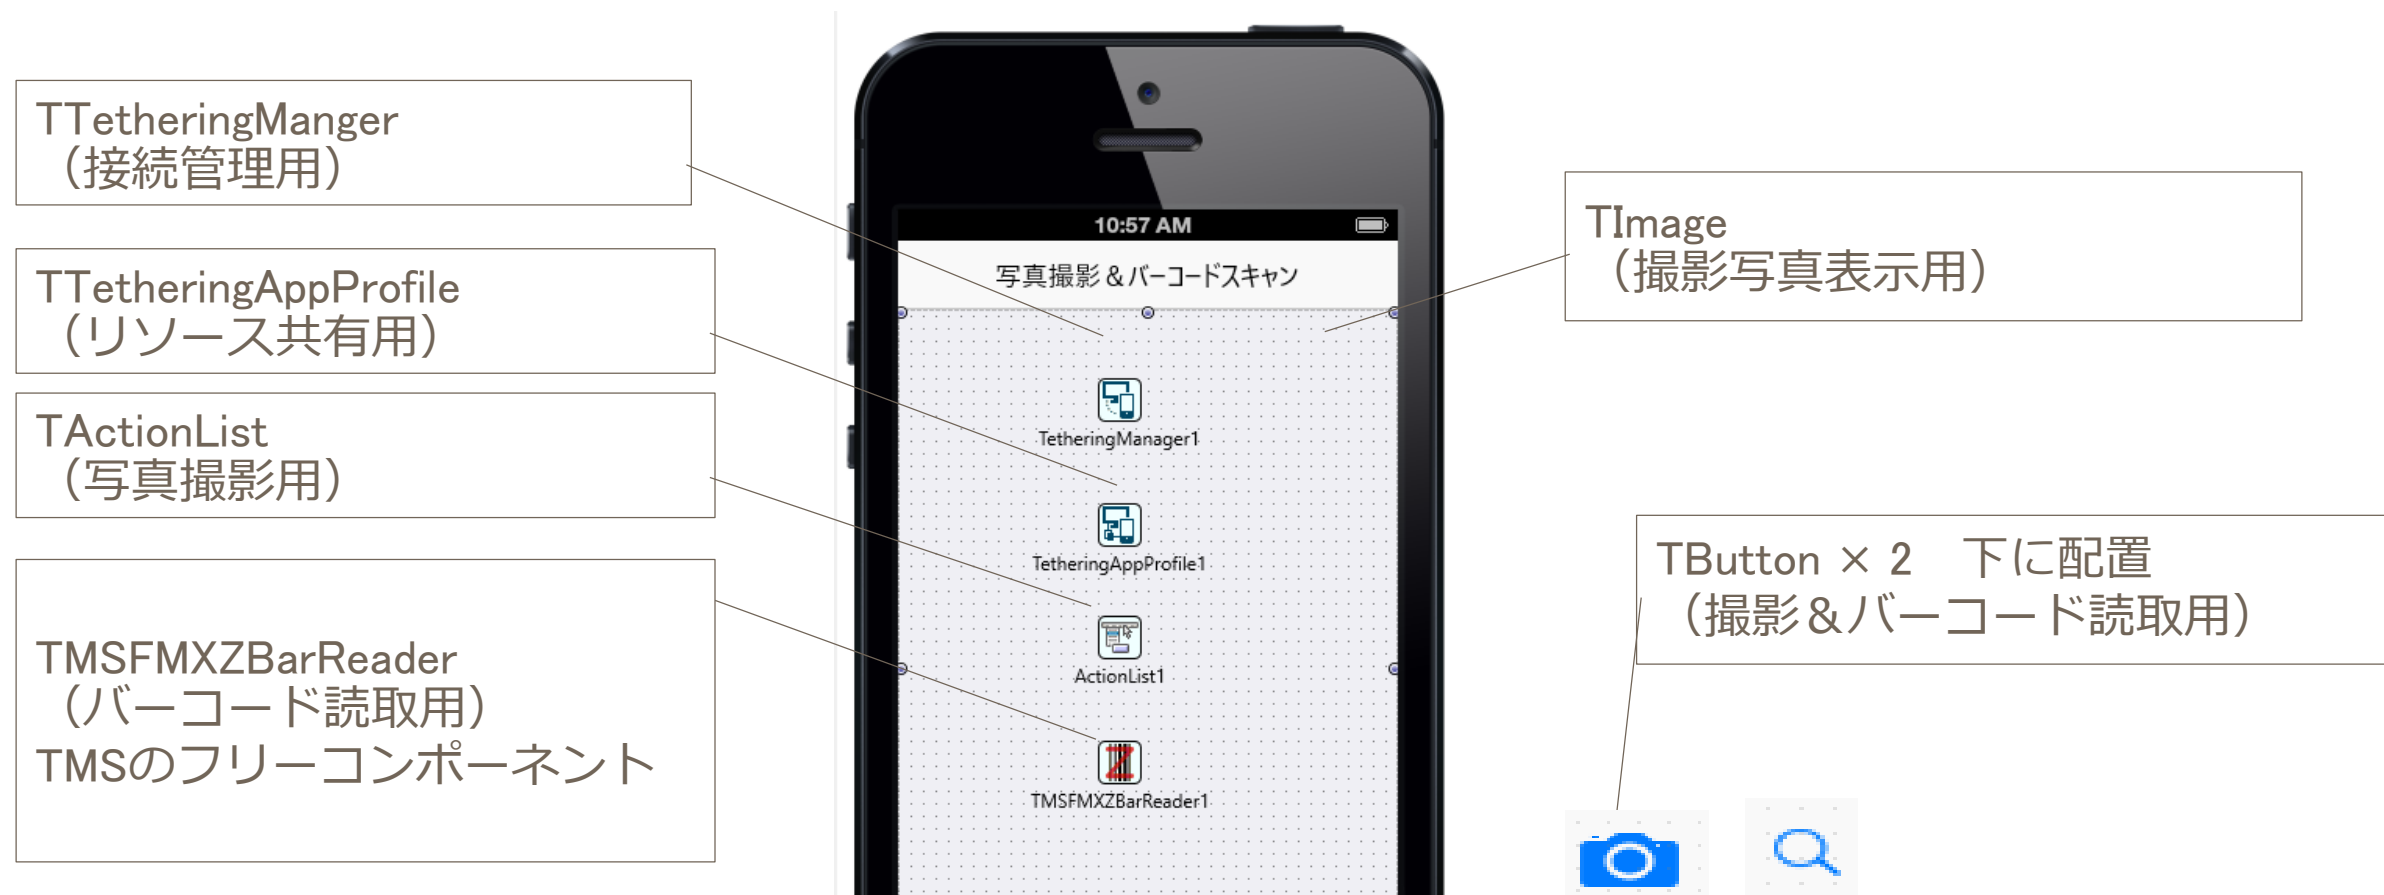 TTetheringManger
（接続管理用）
TTetheringAppProfile
（リソース共有用）
TActionList
（写真撮影用）
TMSFMXZBarReader
（バーコード読取用）
TMSのフリーコンポーネント
10:57 AM
写真撮影＆バーコードスキャン
TetheringManager1
TetheringAppProfile1
ActionList1
TMSFMXZBarReader1
TImage
（撮影写真表示用）
TButton × 2　下に配置
（撮影＆バーコード読取用）